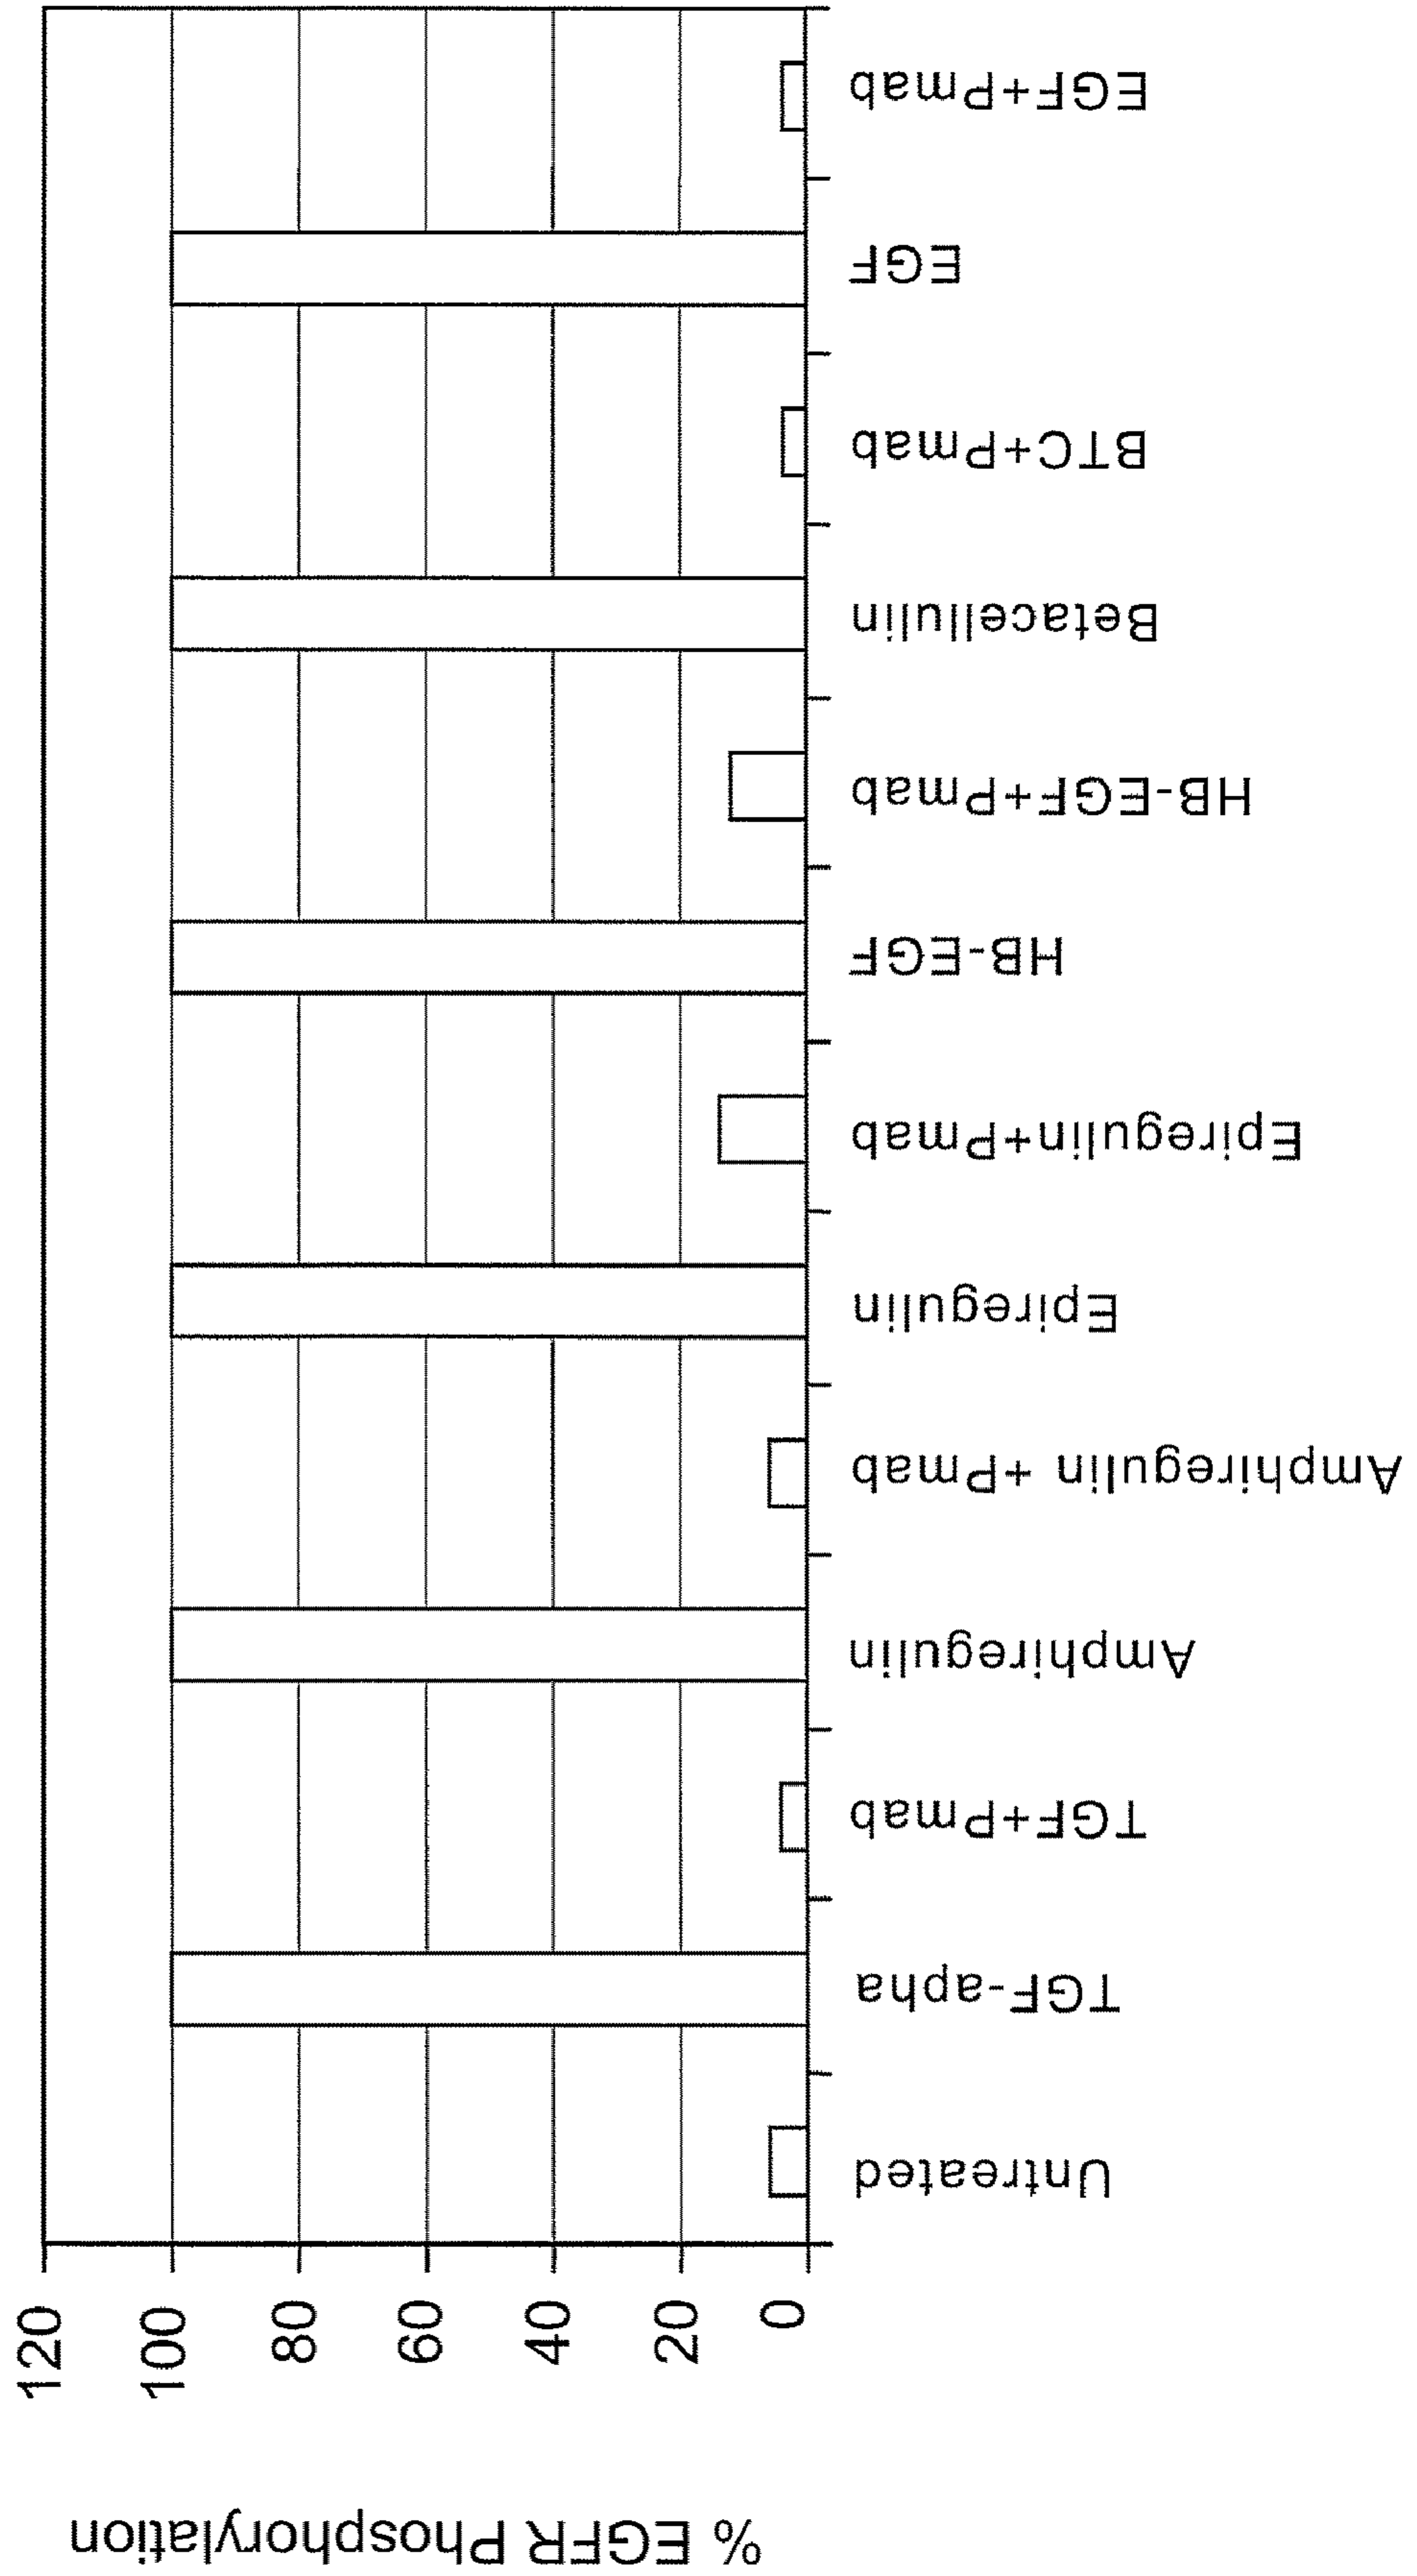 % EGFR Phosphorylation
120
100
80
60
40
20
0
Untreated
TGF-apha
TGF+Pmab
Amphiregulin
Amphiregulin +Pmab
Epiregulin
Epiregulin+Pmab
HB-EGF
HB-EGF+Pmab
Betacellulin
BTC+Pmab
EGF
EGF+Pmab